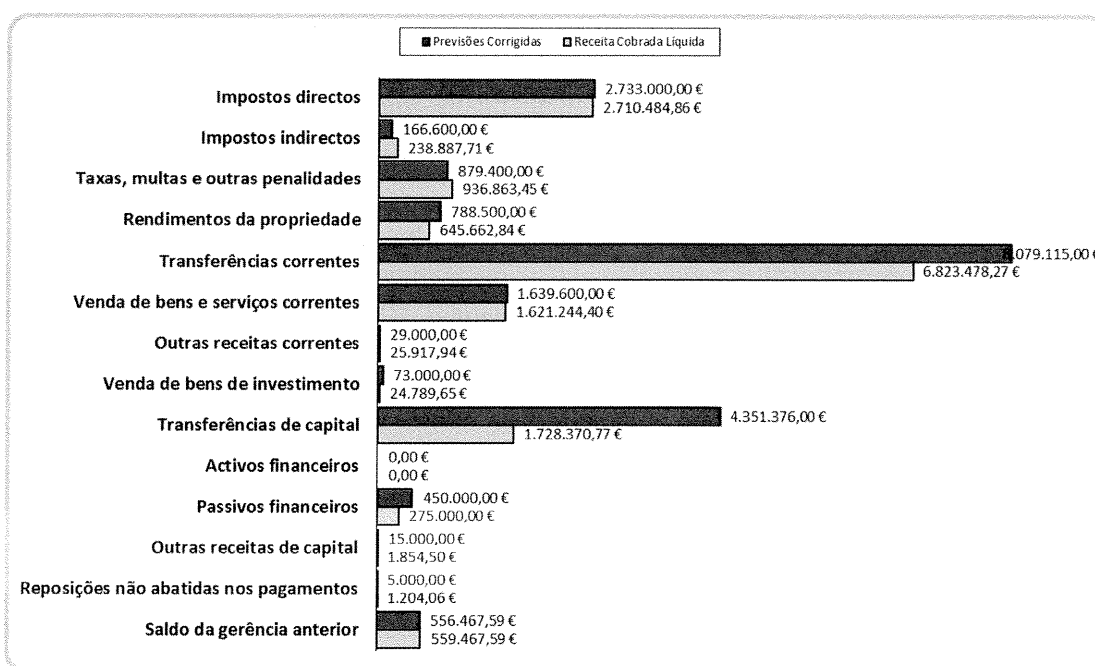 Previsões Corrigidas Receita Cobrada Líquida
Impostos directos
2.733.000,00 €
2.710.484,86 €
Impostos indirectos
166.600,00 €
238.887,71 €
Taxas, multas e outras penalidades
879.400,00 €
936.863,45 €
Rendimentos da propriedade
788.500,00 €
645.662,84 €
Transferências correntes
8.079.115,00 €
6.823.478,27 €
Venda de bens e serviços correntes
1.639.600,00 €
1.621.244,40 €
Outras receitas correntes
29.000,00 €
25.917,94 €
Venda de bens de investimento
73.000,00 €
24.789,65 €
Transferências de capital
4.351.376,00 €
1.728.370,77 €
Activos financeiros
0,00 €
0,00 €
Passivos financeiros
450.000,00 €
275.000,00 €
Outras receitas de capital
15.000,00 €
1.854,50 €
Reposições não abatidas nos pagamentos
5.000,00 €
1.204,06 €
Saldo da gerência anterior
556.467,59 €
559.467,59 €